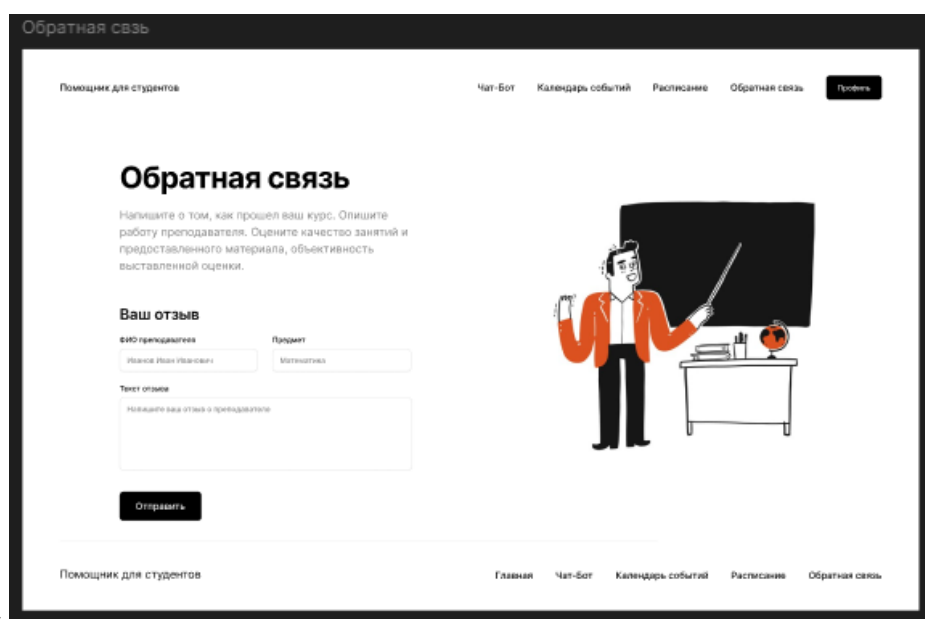 Обратная свзь
Помощник для студентов
Чат-Бот Календарь событий Расписание Обратная связь Профиль
Обратная связь
Напишите о том, как прошел ваш курс. Опишите
работу преподавателя. Оцените качество занятий и
предоставленного материала, объективность
выставленной оценки.
Ваш отзыв
ФИО преподавателя Предмет
Иванов Иван Иванович Математика
Текст отзыва
Напишите ваш отзыв о преподавателе
Отправить
Помощник для студентов
Главная Чат-Бот Календарь событий Расписание Обратная связь